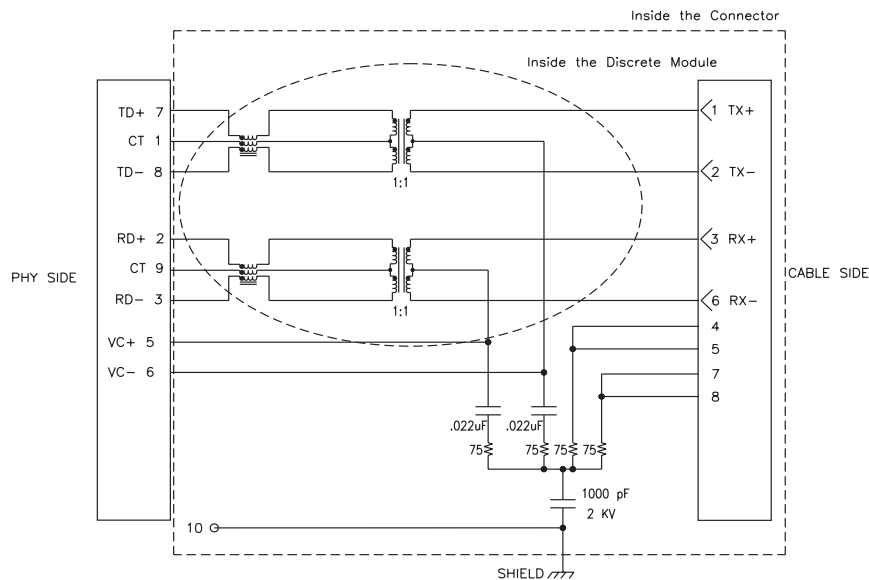 Inside the Connector
Inside the Discrete Module
TD+ 7
1 TX+
CT 1
TD- 8
2 TX-
1:1
RD+ 2
3 RX+
CT 9
PHY SIDE
CABLE SIDE
RD- 3
6 RX-
1:1
4
VC+ 5
5
VC- 6
7
8
.022uF .022uF
75 75 75 75
1000 pF
2 KV
10
SHIELD